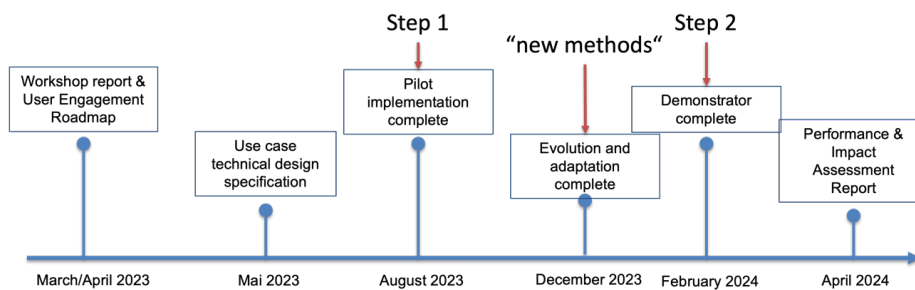 Step 1
“new methods“
Step 2
Workshop report &
User Engagement
Roadmap
Use case
technical design
specification
Pilot
implementation
complete
Evolution and
adaptation
complete
Demonstrator
complete
Performance &
Impact
Assessment
Report
March/April 2023
Mai 2023
August 2023
December 2023
February 2024
April 2024